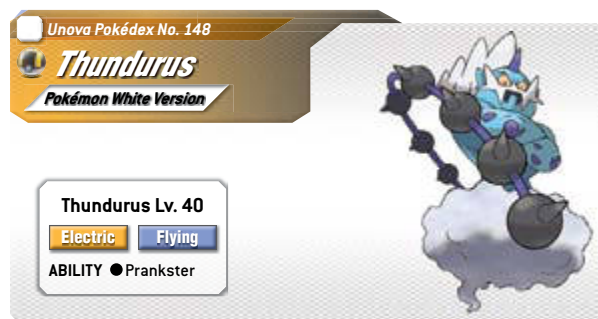 Unova Pokédex No. 148
Thundurus
Pokémon White Version
Thundurus Lv. 40
Electric Flying
ABILITY ●Prankster